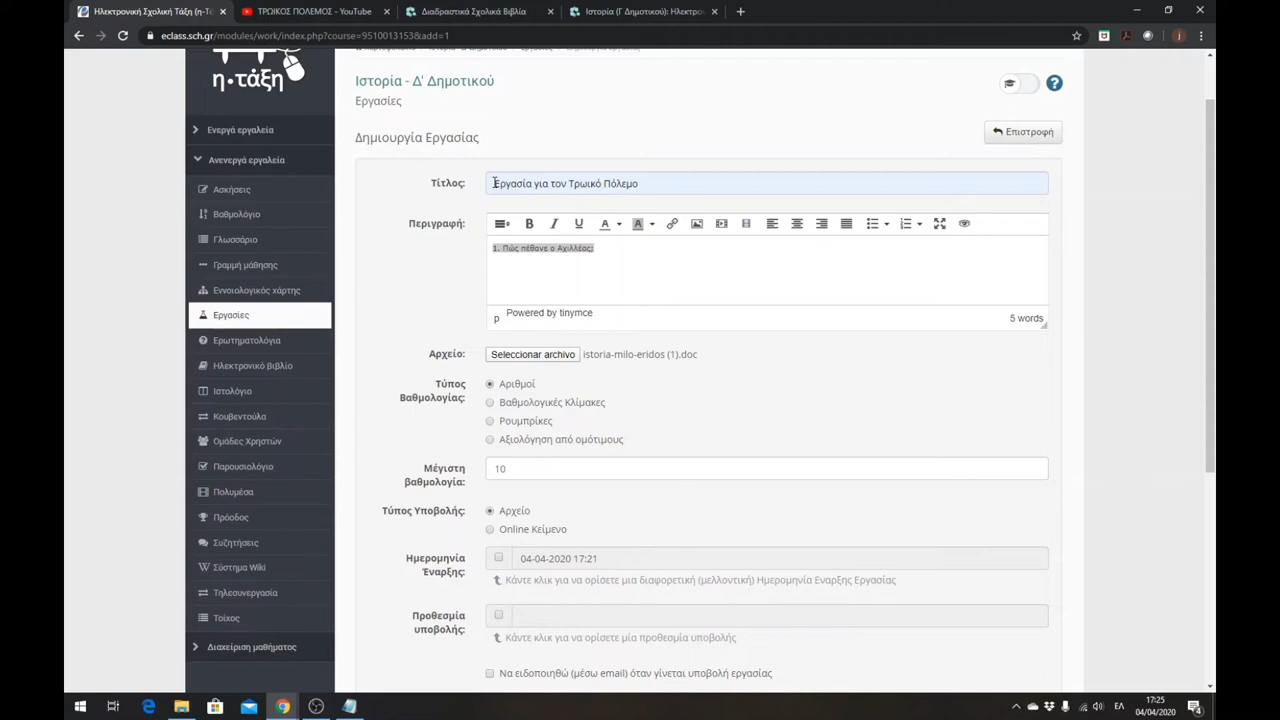 Ηλεκτρονική Σχολική Τάξη (η-Τ
ΤΡΩΙΚΟΣ ΠΟΛΕΜΟΣ - YouTube
Διαδραστικά Σχολικά Βιβλία
Ιστορία (Γ Δημοτικού): Ηλεκτρο
eclass.sch.gr/modules/work/index.php?course=9510013153&add=1
η·τάξη
Ιστορία - Δ' Δημοτικού
Εργασίες
Δημιουργία Εργασίας
Επιστροφή
Ενεργά εργαλεία
Ανενεργά εργαλεία
Ασκήσεις
Βαθμολόγιο
Γλωσσάριο
Γραμμή μάθησης
Εννοιολογικός χάρτης
Εργασίες
Ερωτηματολόγια
Ηλεκτρονικό βιβλίο
Ιστολόγιο
Κουβεντούλα
Ομάδες Χρηστών
Παρουσιολόγιο
Πολυμέσα
Πρόοδος
Συζητήσεις
Σύστημα Wiki
Τηλεσυνεργασία
Τοίχος
Διαχείριση μαθήματος
Τίτλος:
Εργασία για τον Τρωικό Πόλεμο
Περιγραφή:
1. Πώς πέθανε ο Αχιλλέας;
p
Powered by tinymce
5 words
Αρχείο:
Seleccionar archivo
istoria-milo-eridos (1).doc
Τύπος
Βαθμολογίας:
Αριθμοί
Βαθμολογικές Κλίμακες
Ρουμπρίκες
Αξιολόγηση από ομότιμους
Μέγιστη
βαθμολογία:
10
Τύπος Υποβολής:
Αρχείο
Online Κείμενο
Ημερομηνία
Έναρξης:
04-04-2020 17:21
Κάντε κλικ για να ορίσετε μια διαφορετική (μελλοντική) Ημερομηνία Εναρξης Εργασίας
Προθεσμία
υποβολής:
Κάντε κλικ για να ορίσετε μία προθεσμία υποβολής
Να ειδοποιηθώ (μέσω email) όταν γίνεται υποβολή εργασίας
ΕΛ
17:25
04/04/2020
4